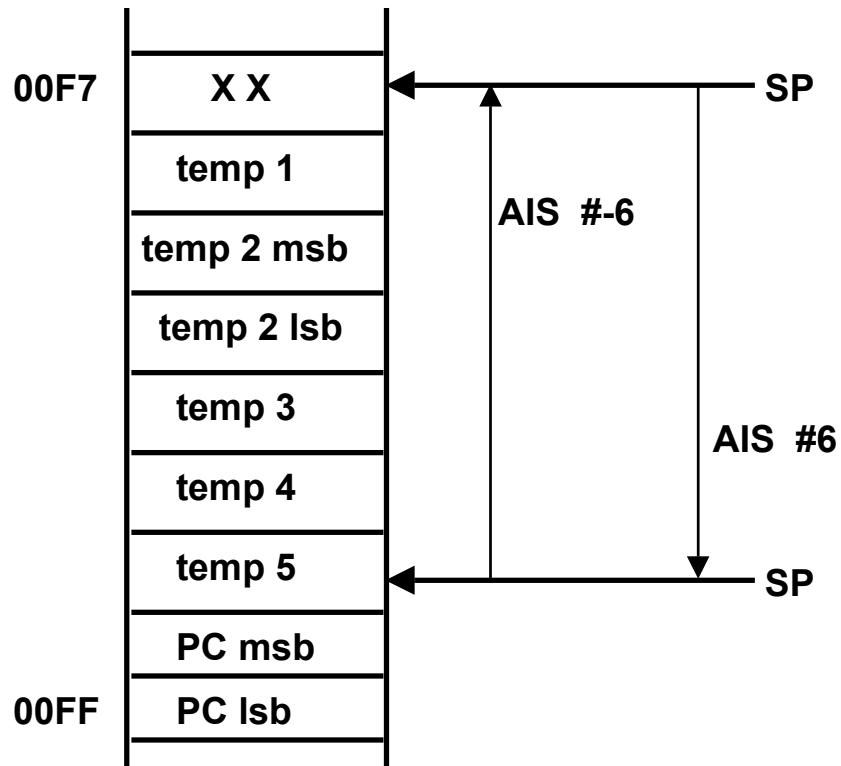 00F7 X X SP
temp 1
AIS #-6
temp 2 msb
temp 2 lsb
temp 3
AIS #6
temp 4
temp 5 SP
PC msb
00FF PC lsb